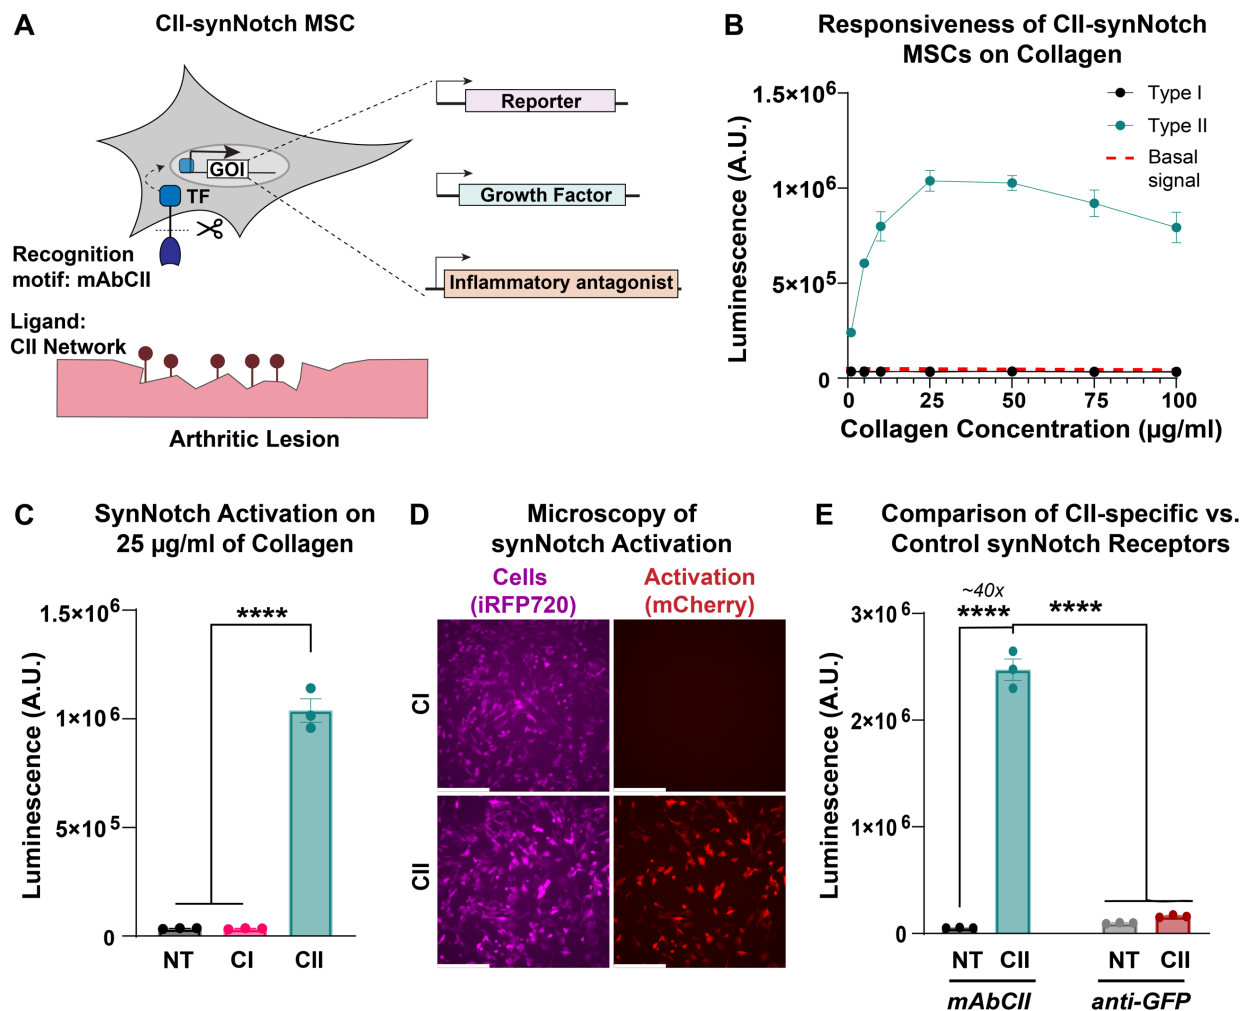 A
CII-synNotch MSC
Reporter
GOI
TF
Growth Factor
Recognition
motif: mAbCII
Inflammatory antagonist
Ligand:
CII Network
Arthritic Lesion
B
Responsiveness of CII-synNotch
MSCs on Collagen
Luminescence (A.U.)
1.5×10⁶
1×10⁶
5×10⁵
0
Type I
Type II
Basal
signal
0 25 50 75 100
Collagen Concentration (µg/ml)
C
SynNotch Activation on
25 µg/ml of Collagen
Luminescence (A.U.)
1.5×10⁶
1×10⁶
5×10⁵
0
****
NT CI CII
D
Microscopy of
synNotch Activation
Cells
(iRFP720)
Activation
(mCherry)
CI
CII
E
Comparison of CII-specific vs.
Control synNotch Receptors
Luminescence (A.U.)
3×10⁶
2×10⁶
1×10⁶
0
~40x
****
****
NT CII NT CII
mAbCII anti-GFP